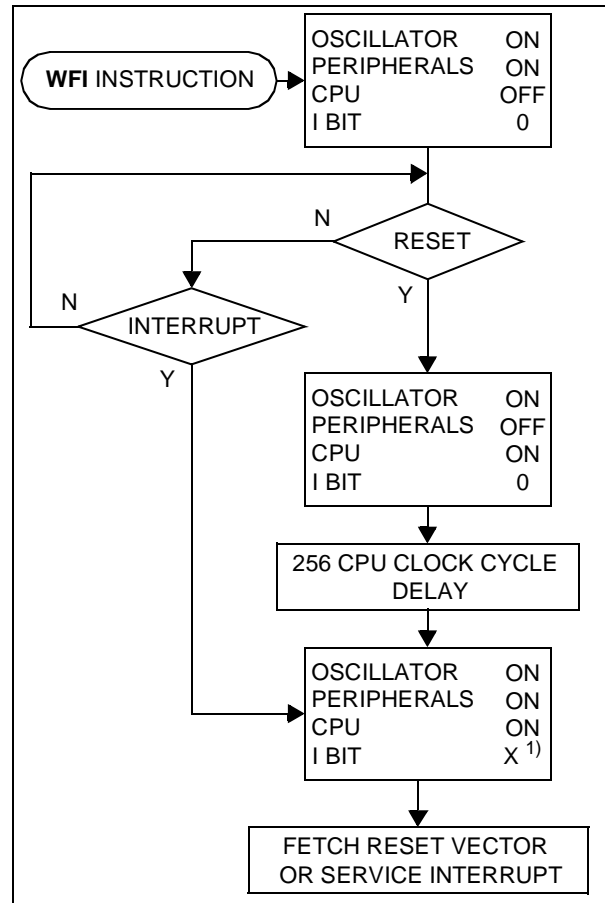 WFI INSTRUCTION
OSCILLATOR ON
PERIPHERALS ON
CPU OFF
I BIT 0
N
RESET
Y
N
INTERRUPT
Y
OSCILLATOR ON
PERIPHERALS OFF
CPU ON
I BIT 0
256 CPU CLOCK CYCLE
DELAY
OSCILLATOR ON
PERIPHERALS ON
CPU ON
I BIT X 1)
FETCH RESET VECTOR
OR SERVICE INTERRUPT